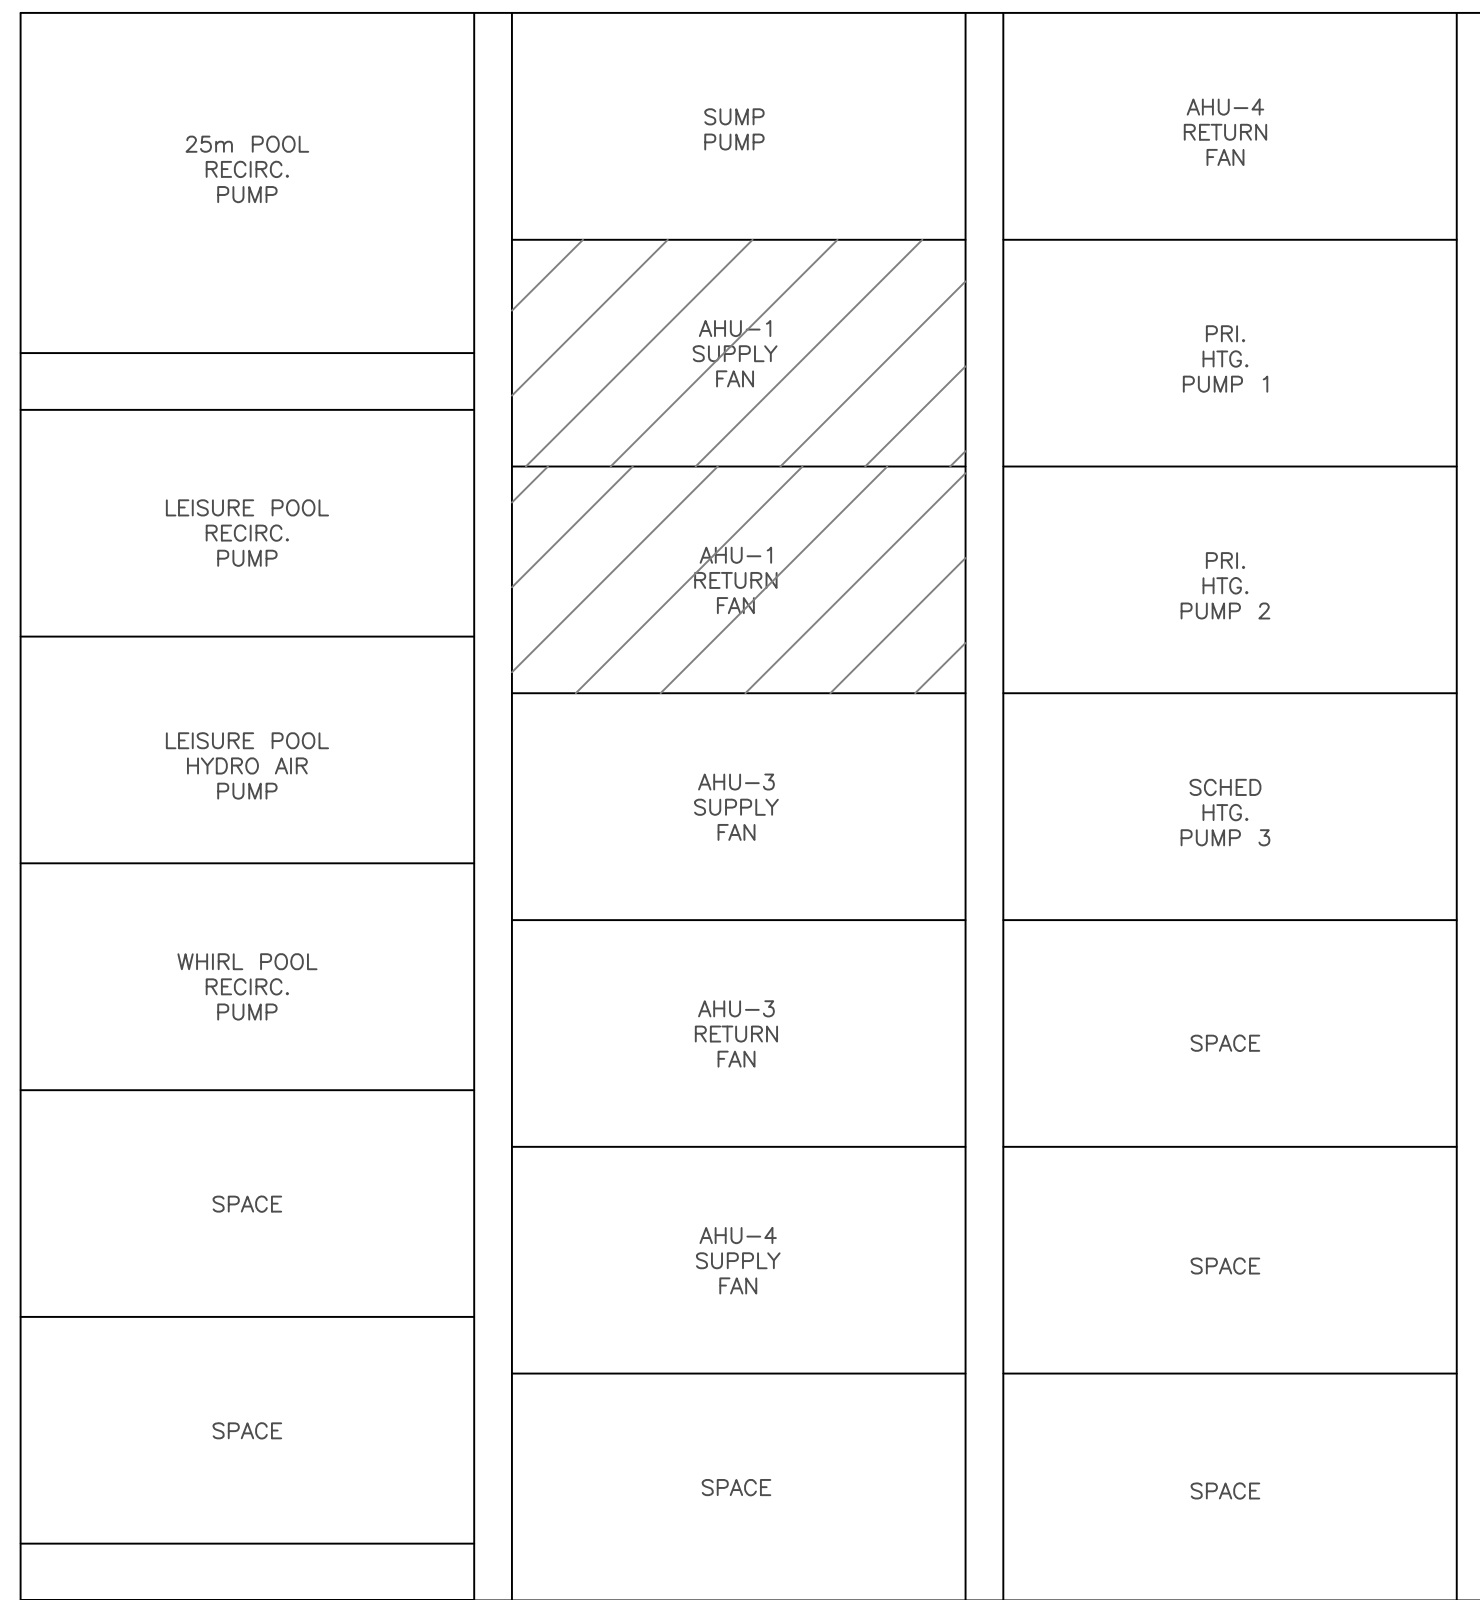 25m POOL
RECIRC.
PUMP
LEISURE POOL
RECIRC.
PUMP
LEISURE POOL
HYDRO AIR
PUMP
WHIRL POOL
RECIRC.
PUMP
SPACE
SPACE
SUMP
PUMP
AHU-1
SUPPLY
FAN
AHU-1
RETURN
FAN
AHU-3
SUPPLY
FAN
AHU-3
RETURN
FAN
AHU-4
SUPPLY
FAN
SPACE
AHU-4
RETURN
FAN
PRI.
HTG.
PUMP 1
PRI.
HTG.
PUMP 2
SCHED
HTG.
PUMP 3
SPACE
SPACE
SPACE